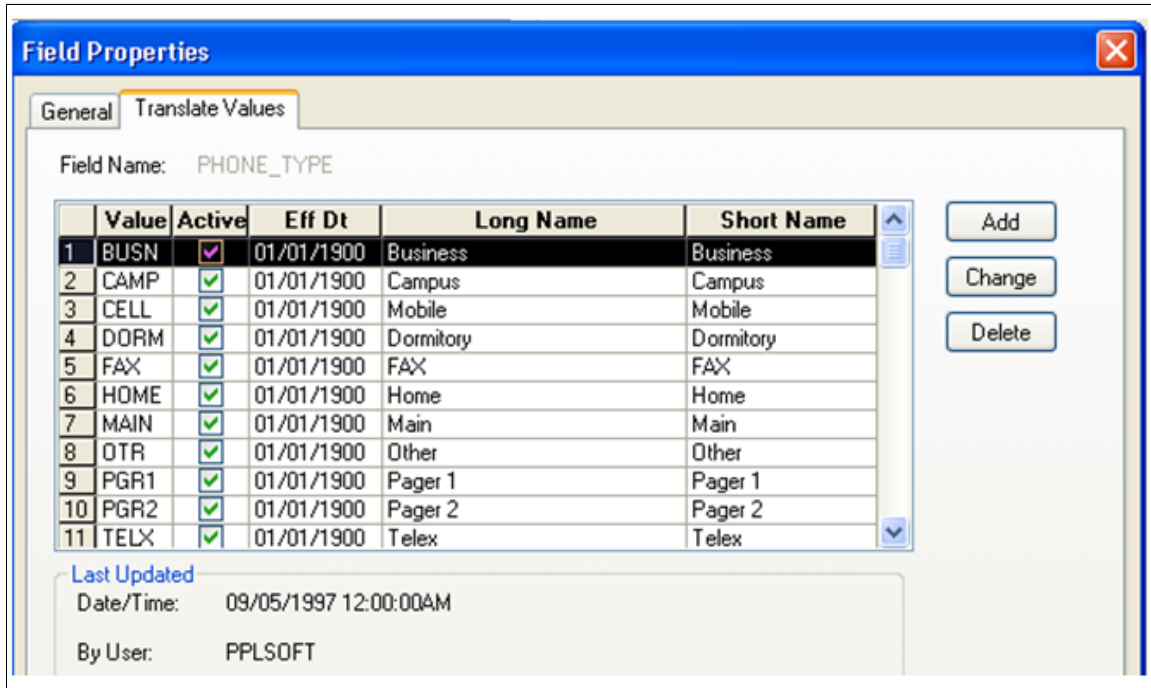 Field Properties
General Translate Values
Field Name: PHONE_TYPE
Value Active Eff Dt Long Name Short Name
1 BUSN 01/01/1900 Business Business
2 CAMP 01/01/1900 Campus Campus
3 CELL 01/01/1900 Mobile Mobile
4 DORM 01/01/1900 Dormitory Dormitory
5 FAX 01/01/1900 FAX FAX
6 HOME 01/01/1900 Home Home
7 MAIN 01/01/1900 Main Main
8 OTR 01/01/1900 Other Other
9 PGR1 01/01/1900 Pager 1 Pager 1
10 PGR2 01/01/1900 Pager 2 Pager 2
11 TELX 01/01/1900 Telex Telex
Add
Change
Delete
Last Updated
Date/Time: 09/05/1997 12:00:00AM
By User: PPLSOFT